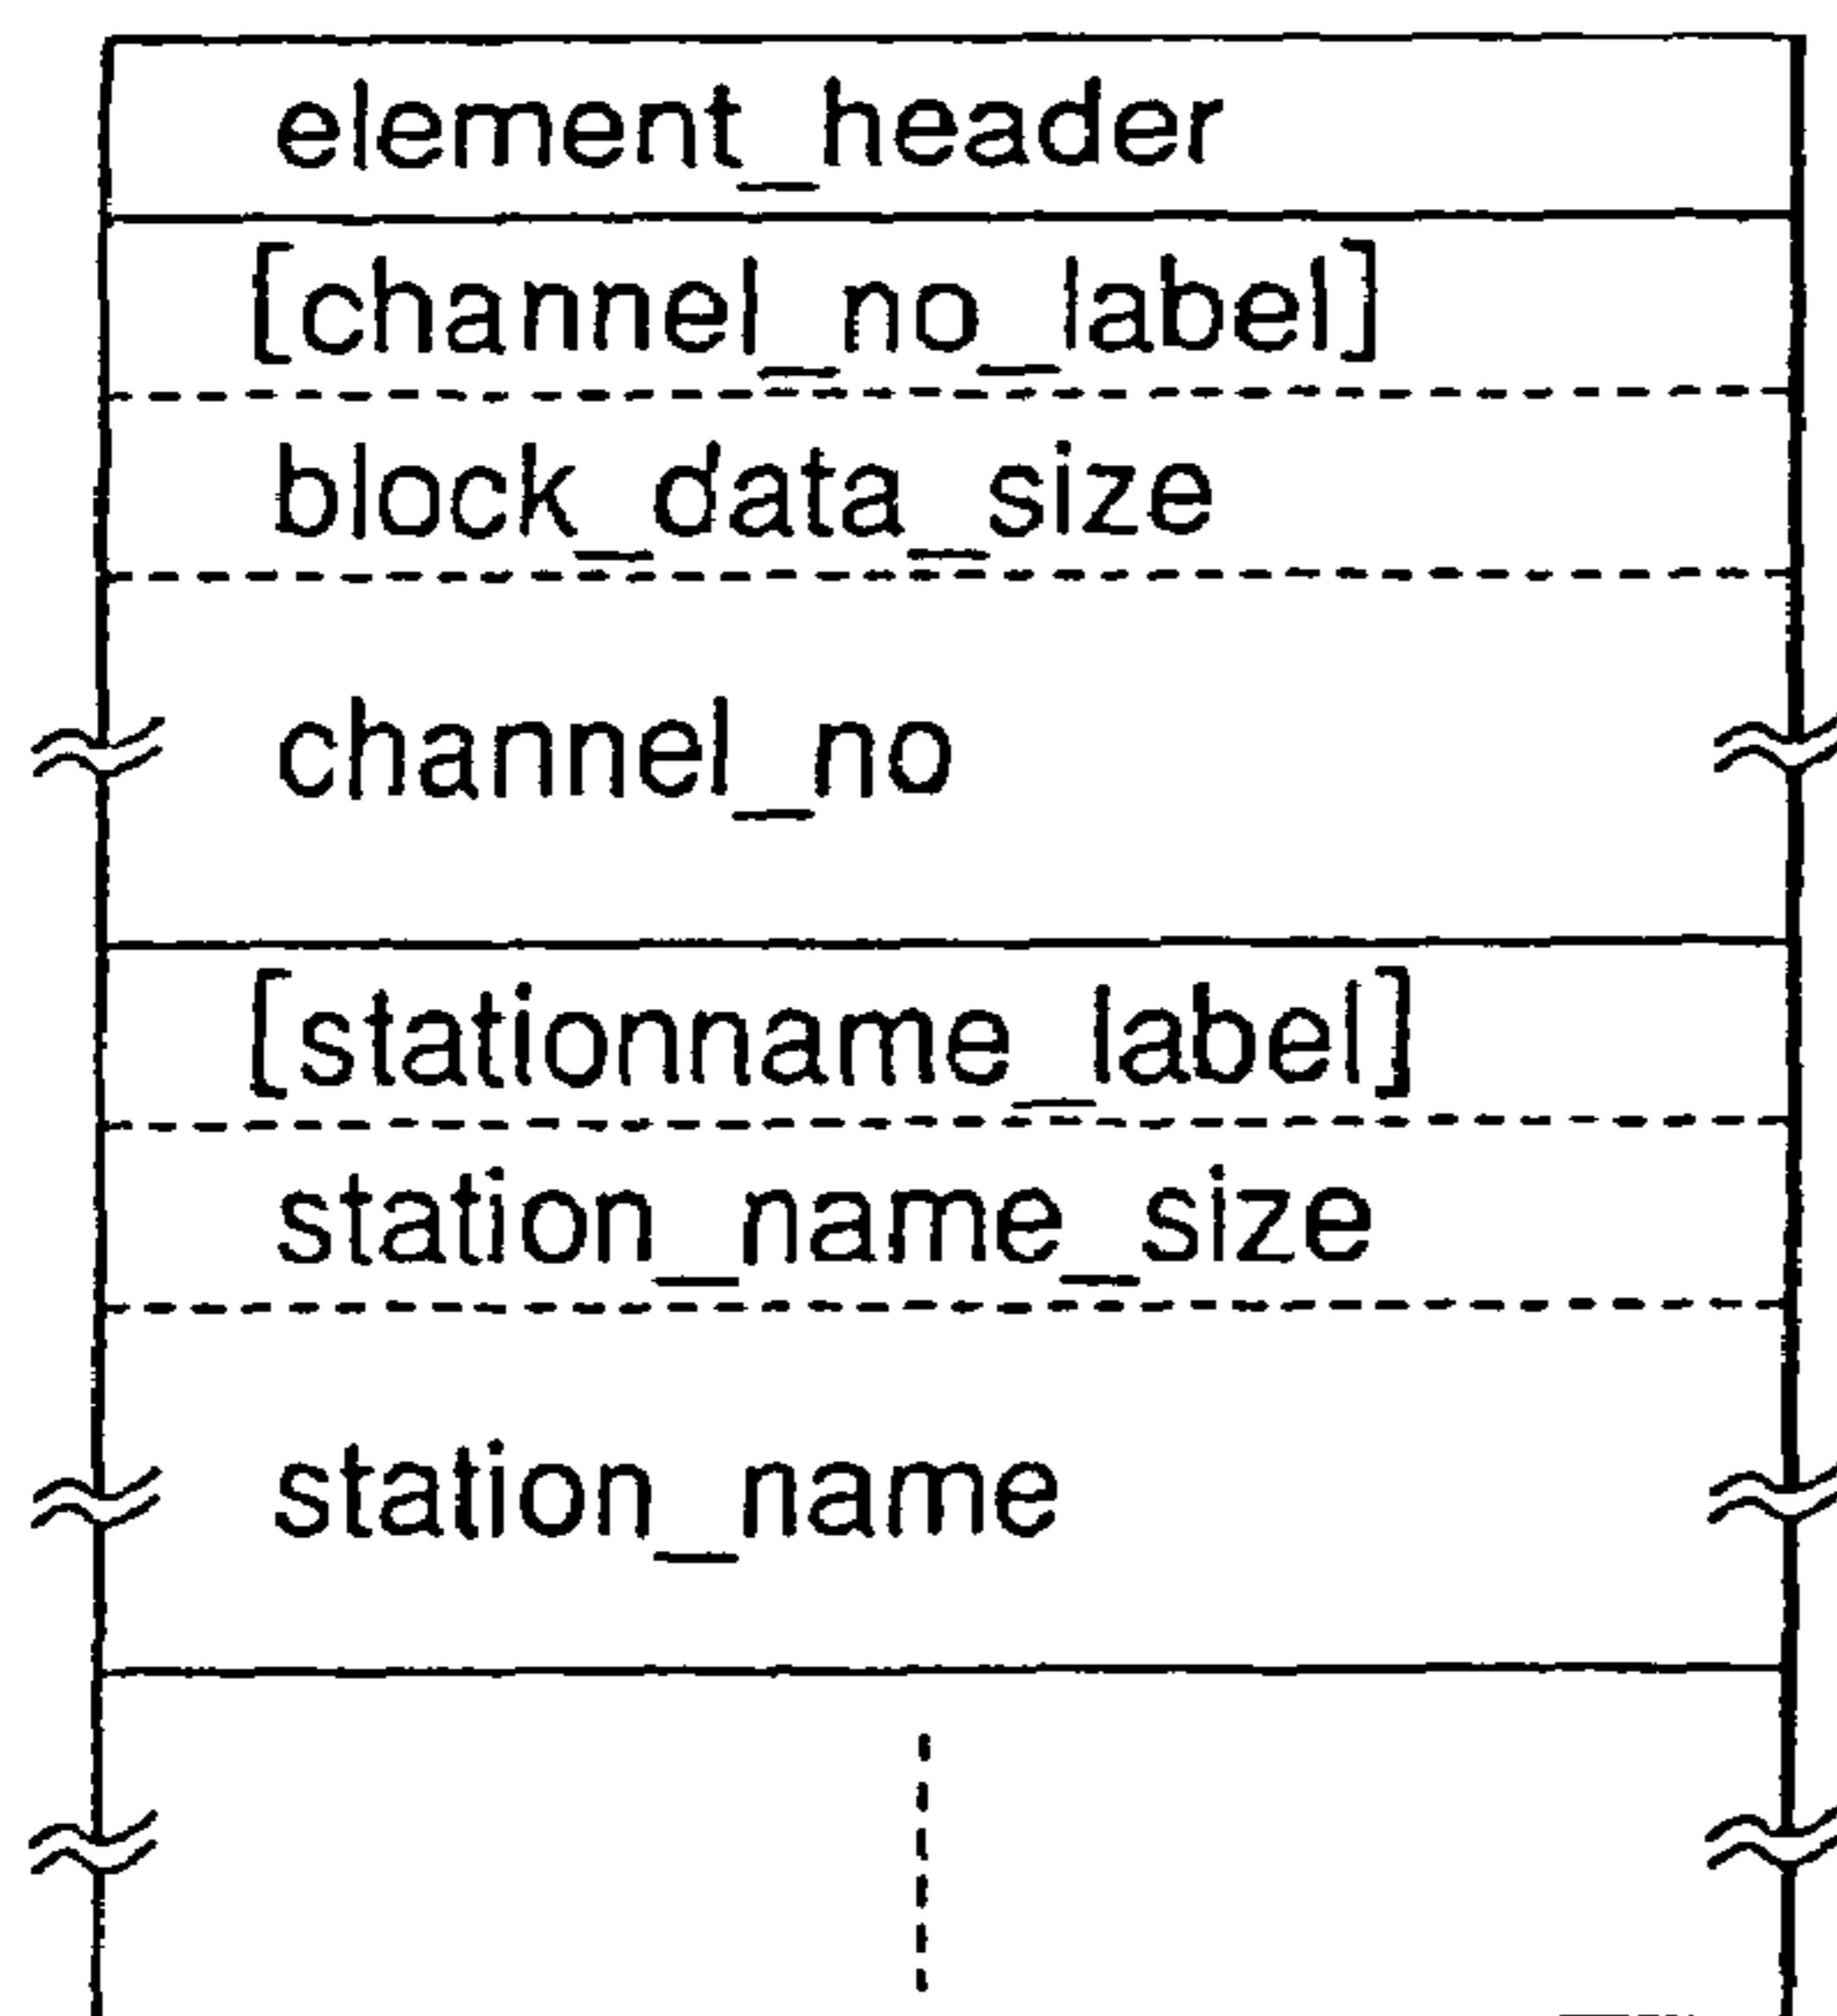 element_header
[channel_no_label]
block_data_size
channel_no
[stationname_label]
station_name_size
station_name